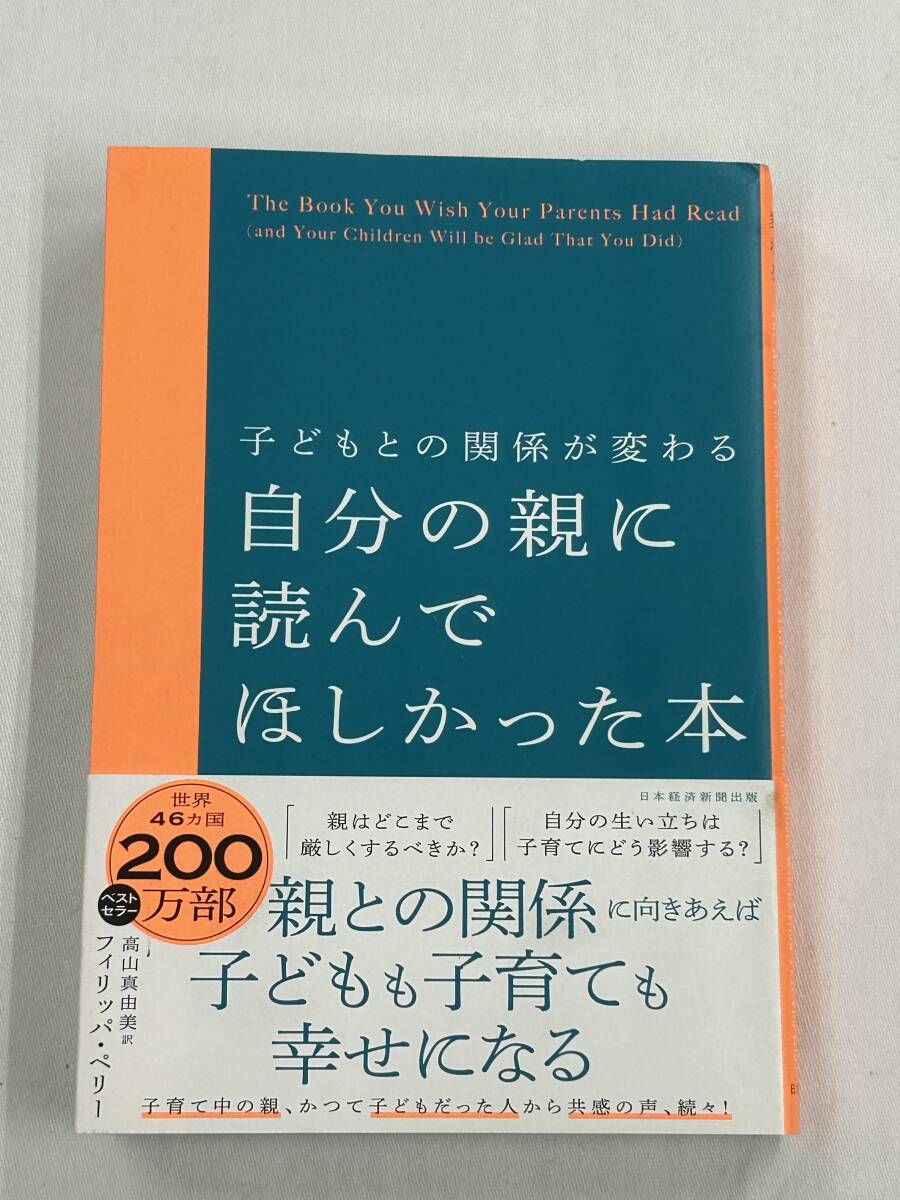 The Book You Wish Your Parents Had Read
(and Your Children Will be Glad That You Did)
子どもとの関係が変わる
自分の親に
読んで
ほしかった本
日本経済新聞出版
世界
46カ国
200
万部
ベスト
セラー
「親はどこまで
厳しくするべきか?」
「自分の生い立ちは
子育てにどう影響する?」
親との関係に向きあえば
子どもも子育ても
幸せになる
高山真由美 訳
フィリッパ・ペリー
子育て中の親、かつて子どもだった人から共感の声、続々!